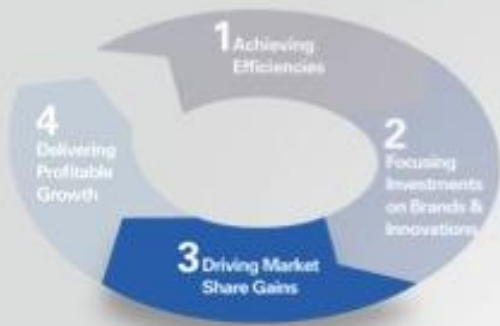 1 Achieving
Efficiencies
2
Focusing
Investments
on Brands &
Innovations
3 Driving Market
Share Gains
4
Delivering
Profitable
Growth